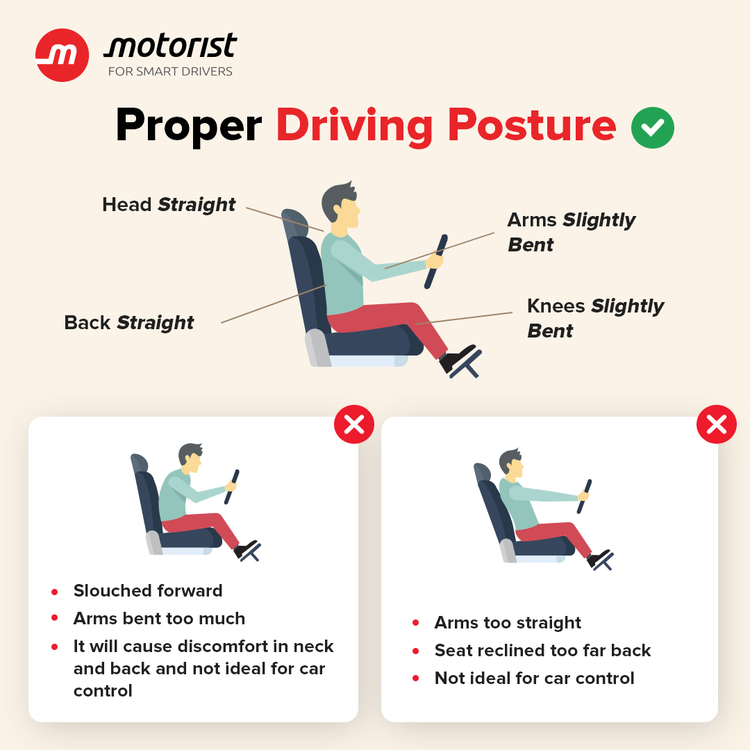 m motorist
FOR SMART DRIVERS
Proper Driving Posture
Head Straight
Arms Slightly
Bent
Back Straight
Knees Slightly
Bent
• Slouched forward
• Arms bent too much
• It will cause discomfort in neck
and back and not ideal for car
control
• Arms too straight
• Seat reclined too far back
• Not ideal for car control